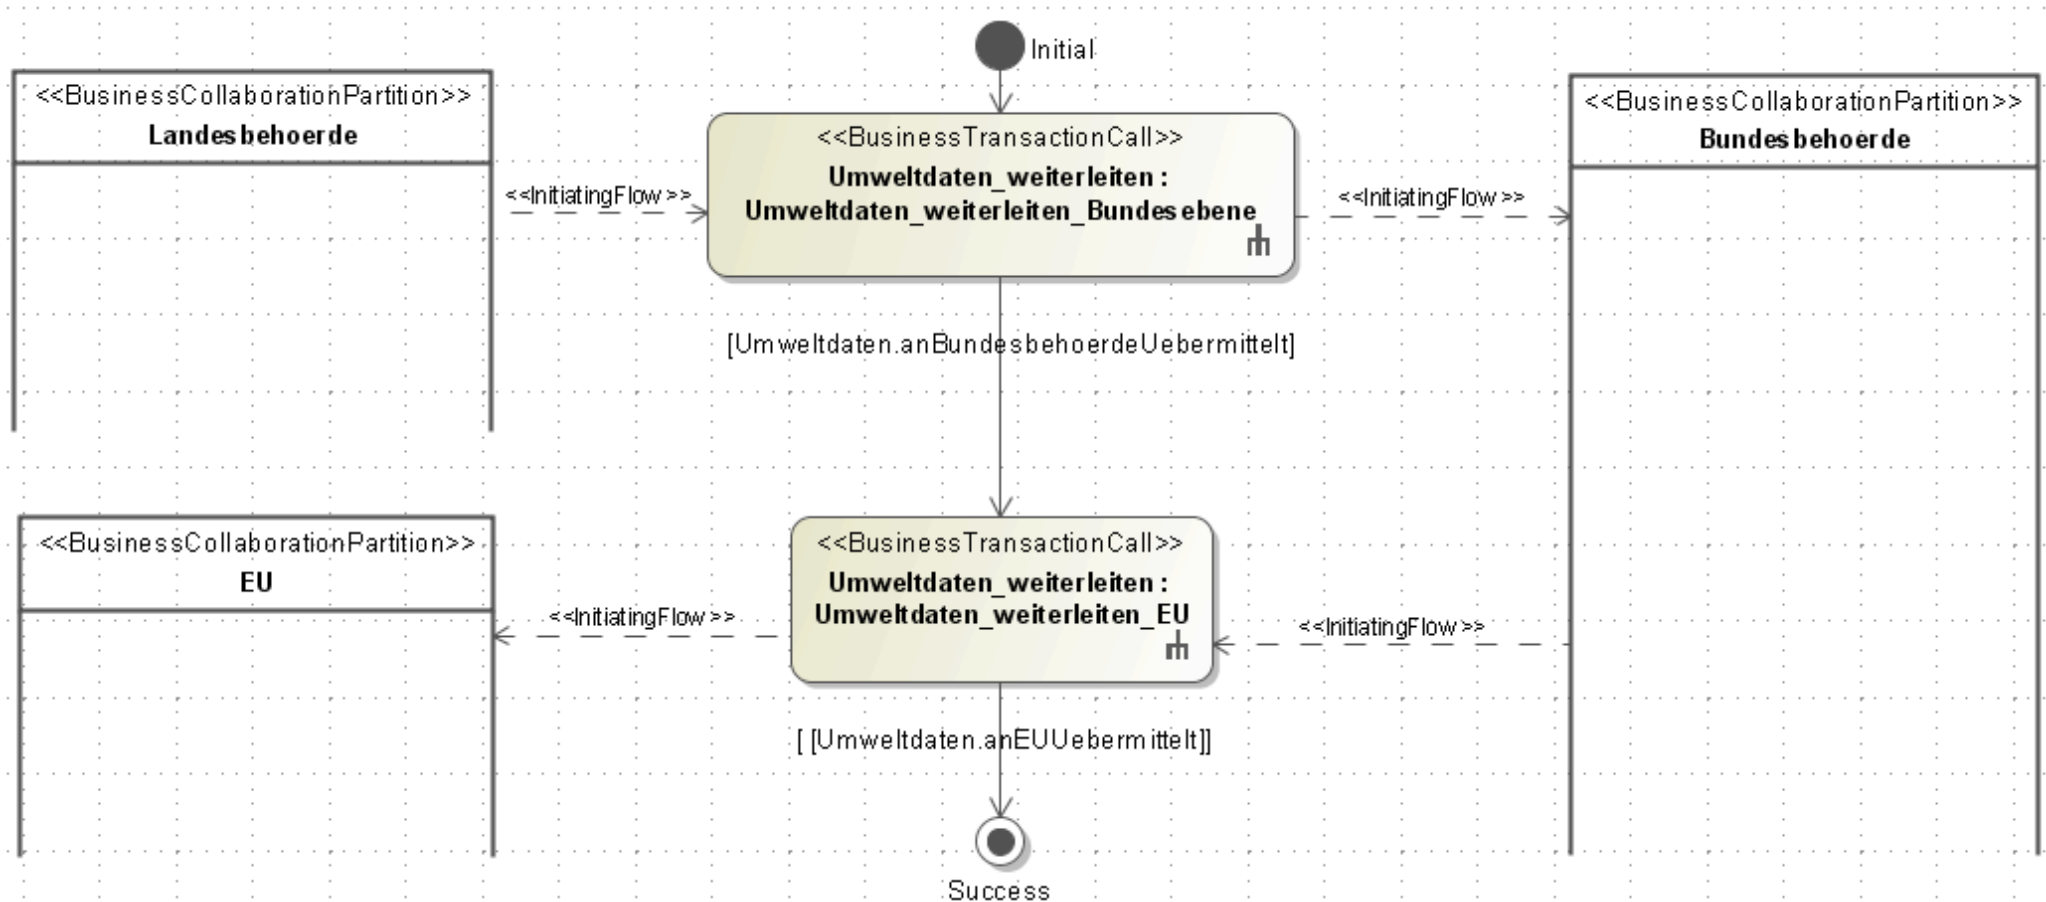 Initial
<<BusinessCollaborationPartition>>
Landesbehoerde
<<BusinessTransactionCall>>
Umweltdaten_weiterleiten :
Umweltdaten_weiterleiten_Bundesebene
<<BusinessCollaborationPartition>>
Bundesbehoerde
<<InitiatingFlow >>
<<InitiatingFlow >>
[Umweltdaten.anBundesbehoerdeUebermittelt]
<<BusinessCollaborationPartition>>
EU
<<BusinessTransactionCall>>
Umweltdaten_weiterleiten :
Umweltdaten_weiterleiten_EU
<<InitiatingFlow >>
<<InitiatingFlow >>
[ [Umweltdaten.anEUUebermittelt]]
Success